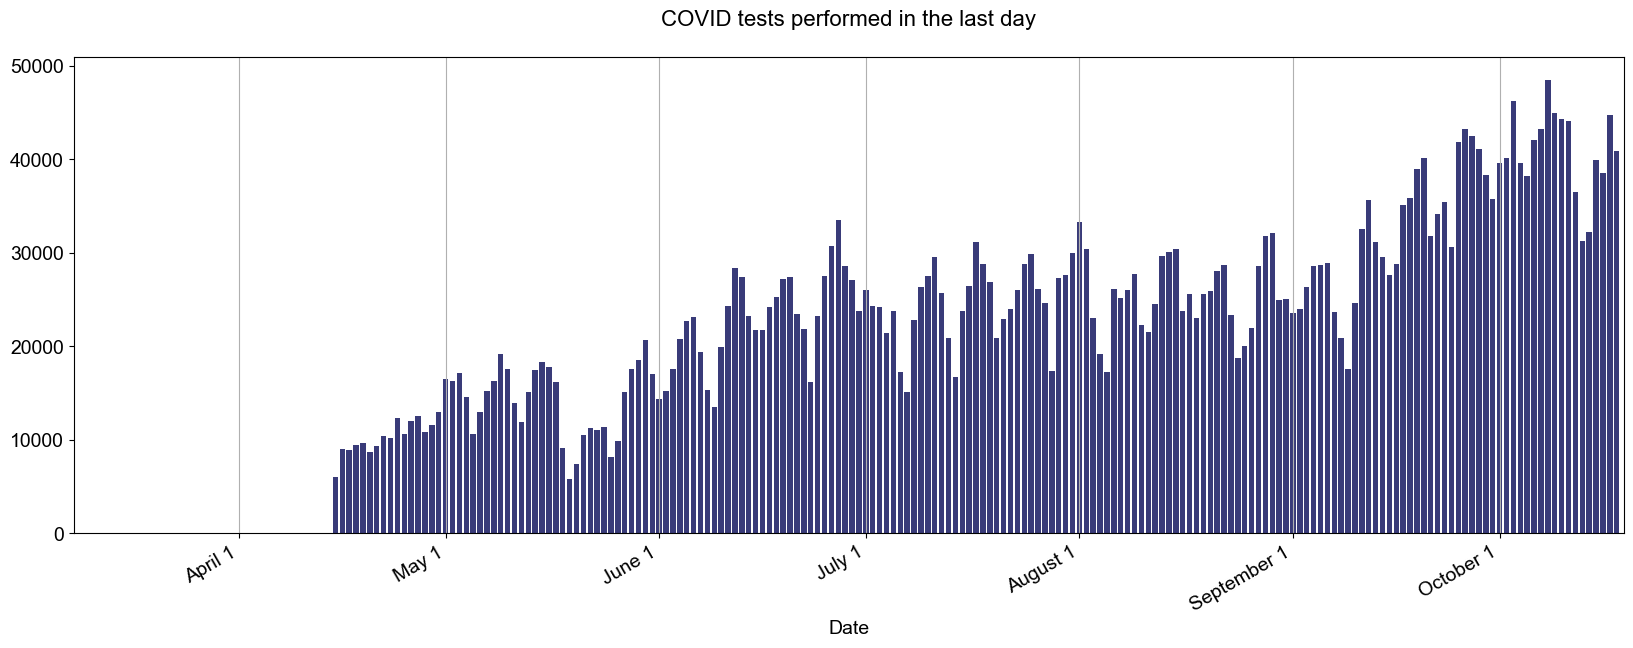 COVID tests performed in the last day
50000
40000
30000
20000
10000
0
April 1
May 1
June 1
July 1
August 1
September 1
October 1
Date